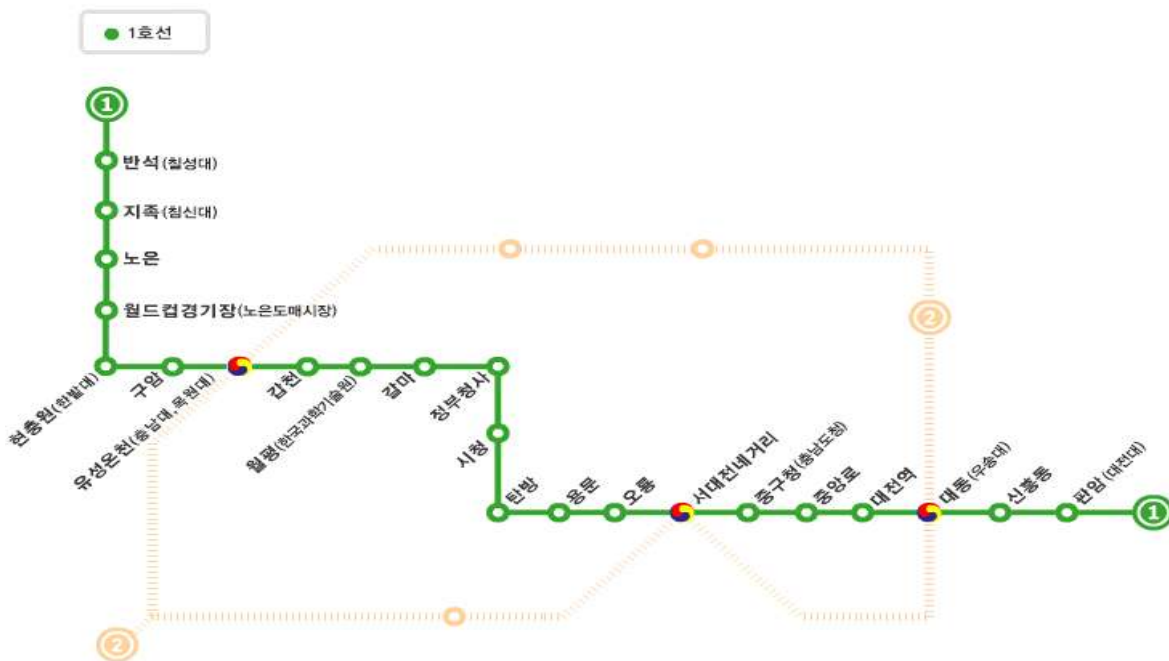 1호선
1
반석(칠성대)
지족(침신대)
노은
월드컵경기장(노은도매시장)
2
현충원(한밭대)
구암
유성온천(충남대,목원대)
갑천
월평(한국과학기술원)
갈마
정부청사
시청
탄방
용문
오룡
서대전네거리
중구청(충남도청)
중앙로
대전역
대동(우송대)
신흥동
판암(대전대)
1
2